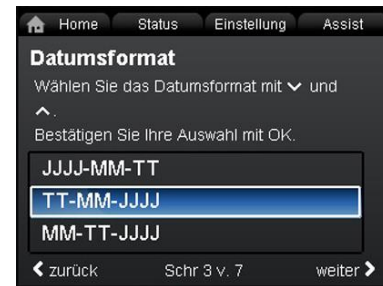 Home Status Einstellung Assist
Datumsformat
Wählen Sie das Datumsformat mit ⌄ und
⌃.
Bestätigen Sie Ihre Auswahl mit OK.
JJJJ-MM-TT
TT-MM-JJJJ
MM-TT-JJJJ
zurück Schr 3 v. 7 weiter